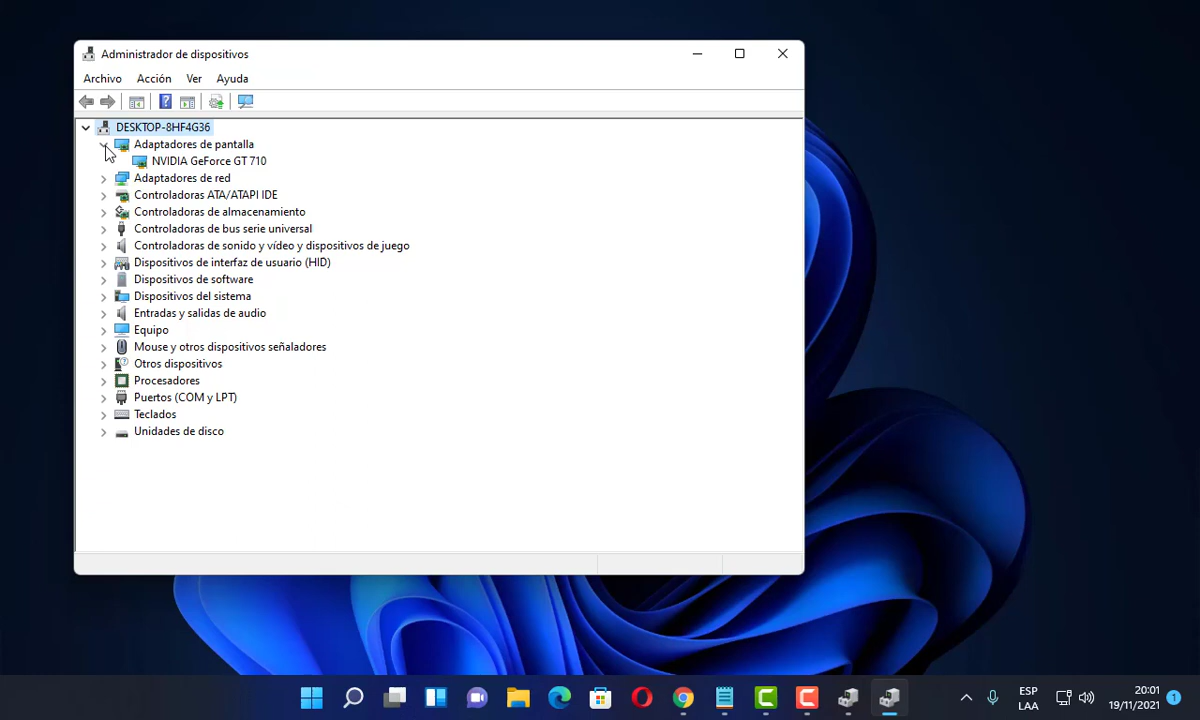 Administrador de dispositivos
Archivo Acción Ver Ayuda
DESKTOP-8HF4G36
Adaptadores de pantalla
NVIDIA GeForce GT 710
Adaptadores de red
Controladoras ATA/ATAPI IDE
Controladoras de almacenamiento
Controladoras de bus serie universal
Controladoras de sonido y vídeo y dispositivos de juego
Dispositivos de interfaz de usuario (HID)
Dispositivos de software
Dispositivos del sistema
Entradas y salidas de audio
Equipo
Mouse y otros dispositivos señaladores
Otros dispositivos
Procesadores
Puertos (COM y LPT)
Teclados
Unidades de disco
ESP 20:01
LAA 19/11/2021 1